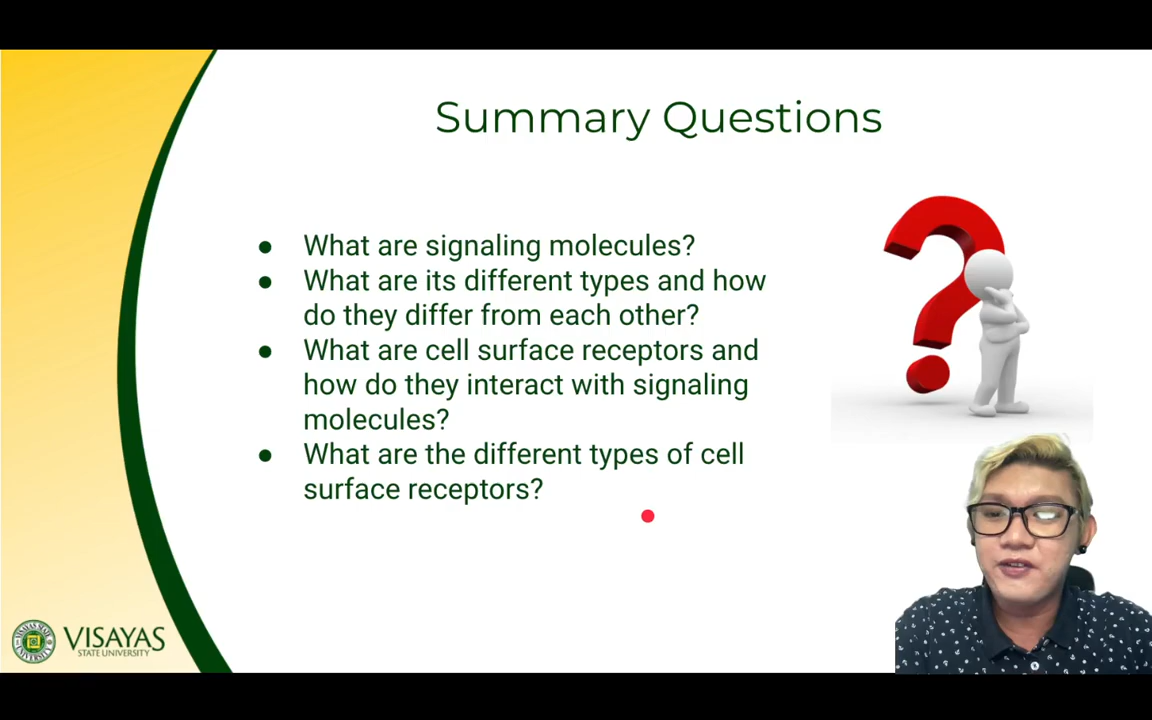 Summary Questions
● What are signaling molecules?
● What are its different types and how
do they differ from each other?
● What are cell surface receptors and
how do they interact with signaling
molecules?
● What are the different types of cell
surface receptors?
VISAYAS
STATE UNIVERSITY